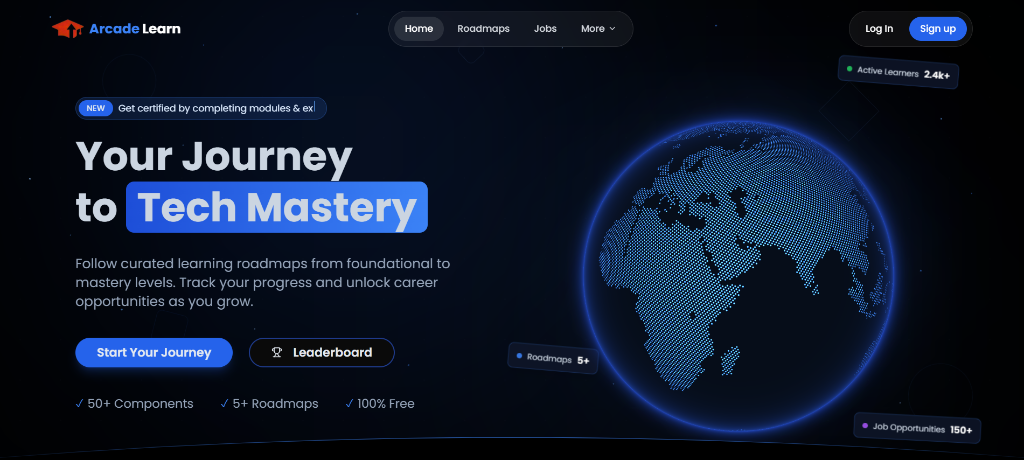 Arcade Learn
Home Roadmaps Jobs More
Log In Sign up
Active Learners 2.4k+
NEW Get certified by completing modules & ex
Your Journey
to Tech Mastery
Follow curated learning roadmaps from foundational to
mastery levels. Track your progress and unlock career
opportunities as you grow.
Start Your Journey Leaderboard
Roadmaps 5+
✓ 50+ Components ✓ 5+ Roadmaps ✓ 100% Free
Job Opportunities 150+